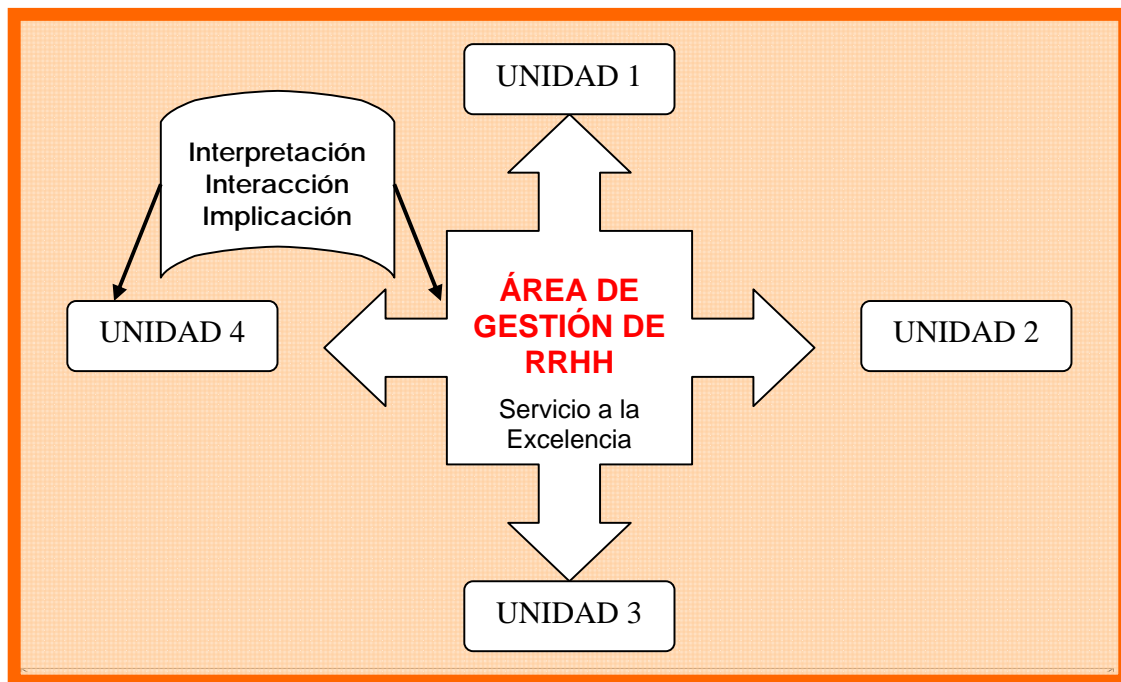 UNIDAD 1
Interpretación
Interacción
Implicación
ÁREA DE
GESTIÓN DE
RRHH
Servicio a la
Excelencia
UNIDAD 4
UNIDAD 2
UNIDAD 3